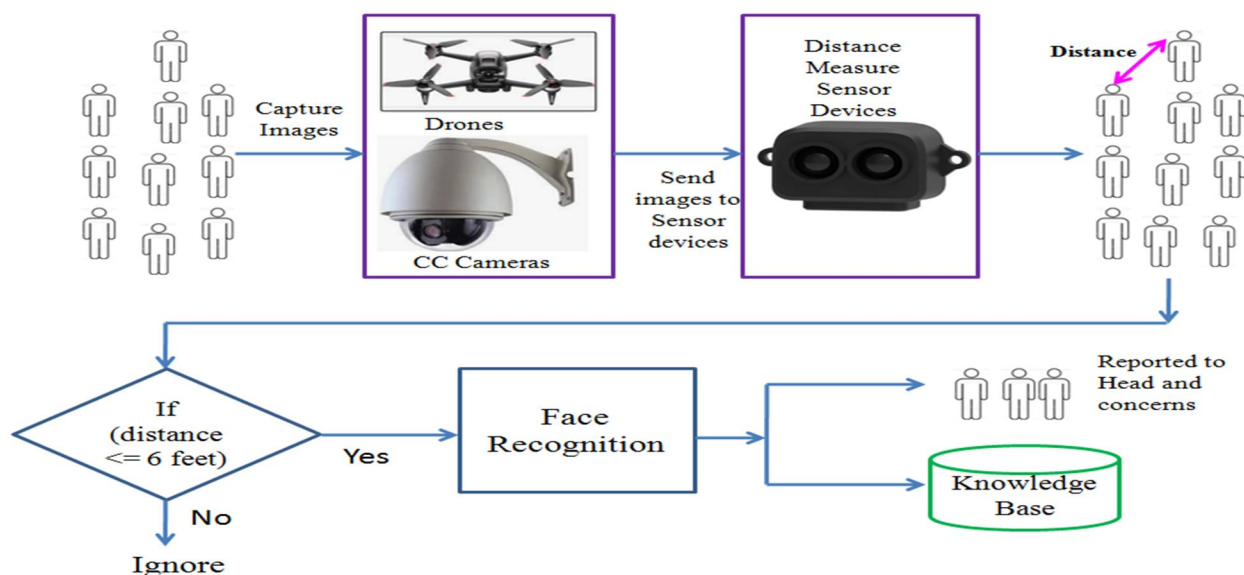 Capture
Images
Drones
CC Cameras
Send
images to
Sensor
devices
Distance
Measure
Sensor
Devices
Distance
If
(distance
<= 6 feet)
Yes
No
Ignore
Face
Recognition
Reported to
Head and
concerns
Knowledge
Base